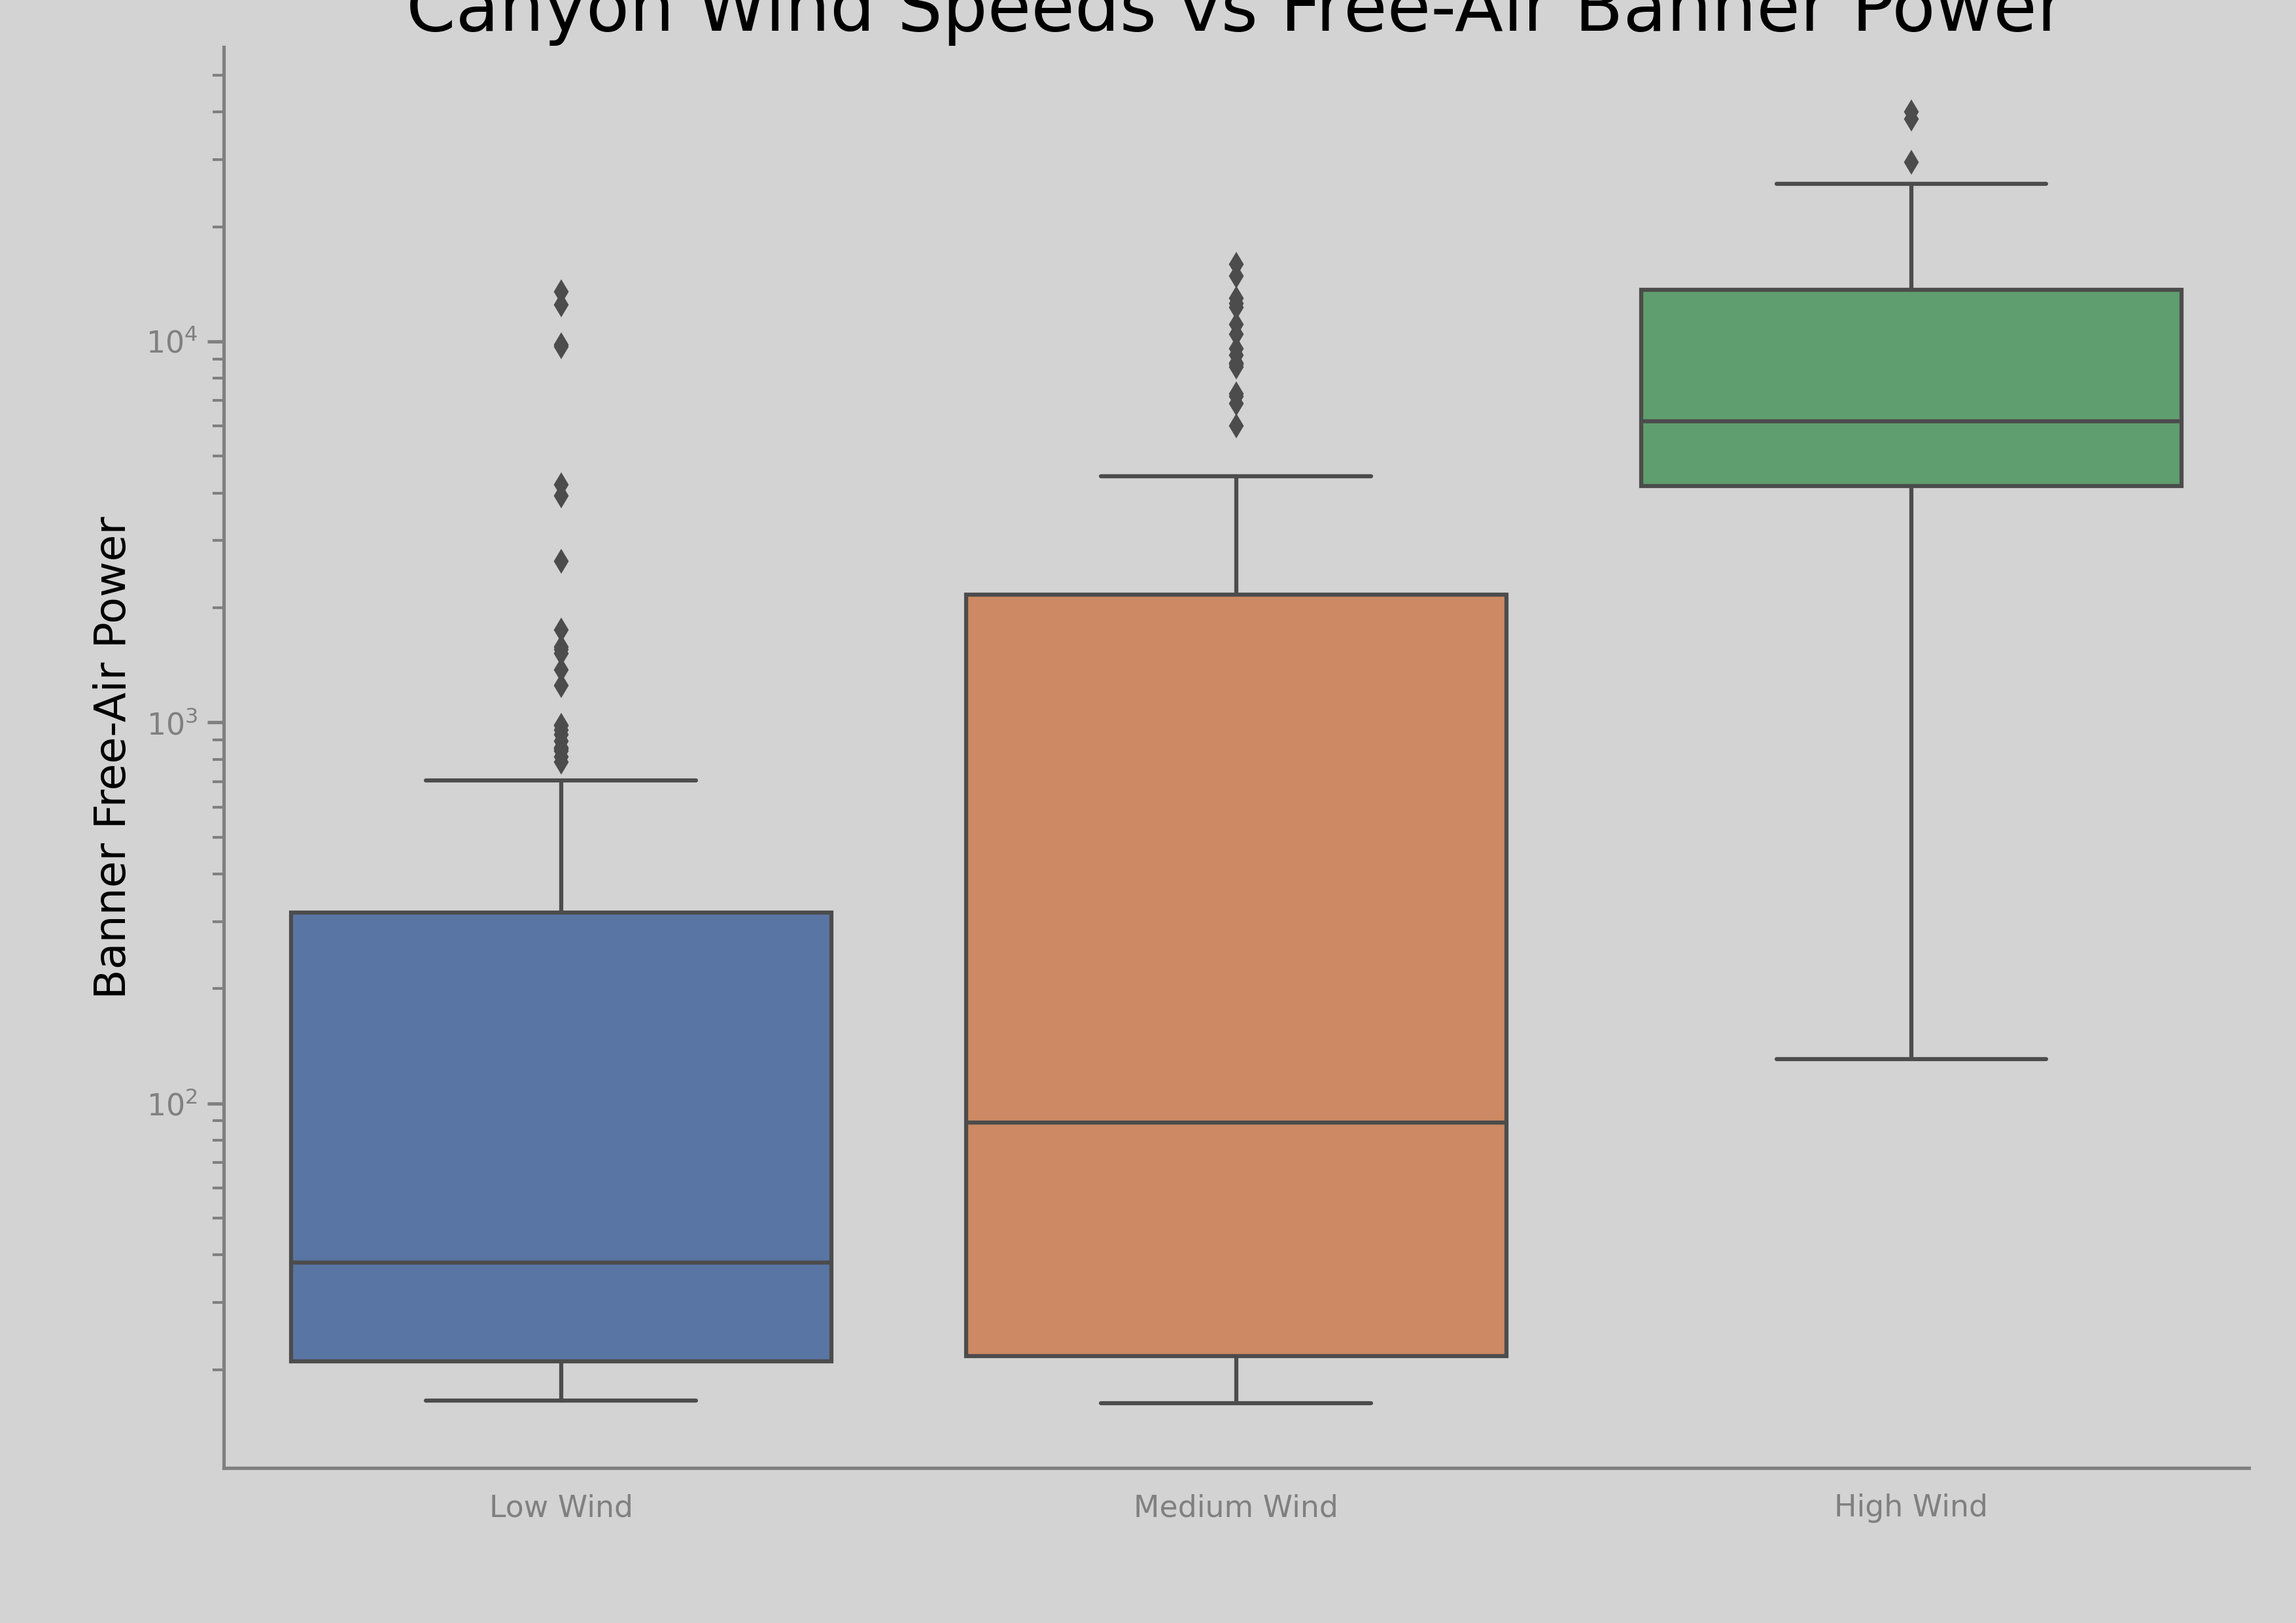 Canyon Wind Speeds vs Free-Air Banner Power
Banner Free-Air Power
10⁴
10³
10²
Low Wind Medium Wind High Wind